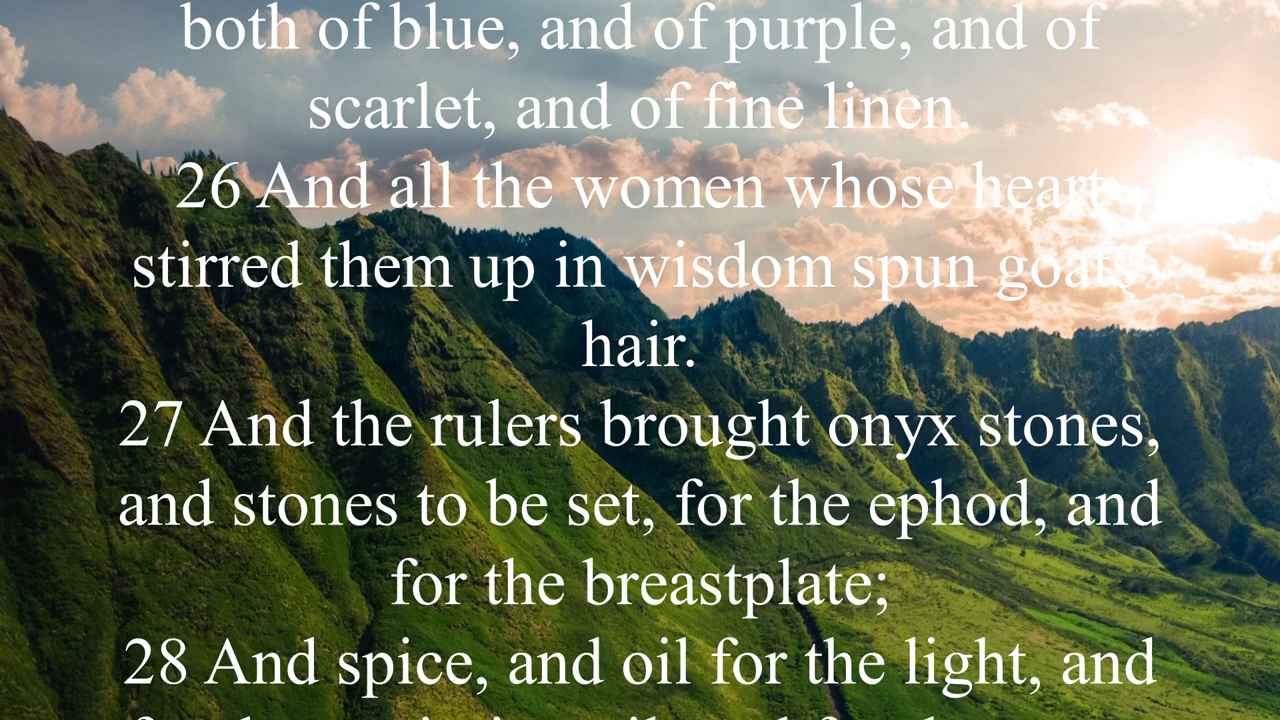 both of blue, and of purple, and of
scarlet, and of fine linen.
26 And all the women whose heart
stirred them up in wisdom spun goats
hair.
27 And the rulers brought onyx stones,
and stones to be set, for the ephod, and
for the breastplate;
28 And spice, and oil for the light, and